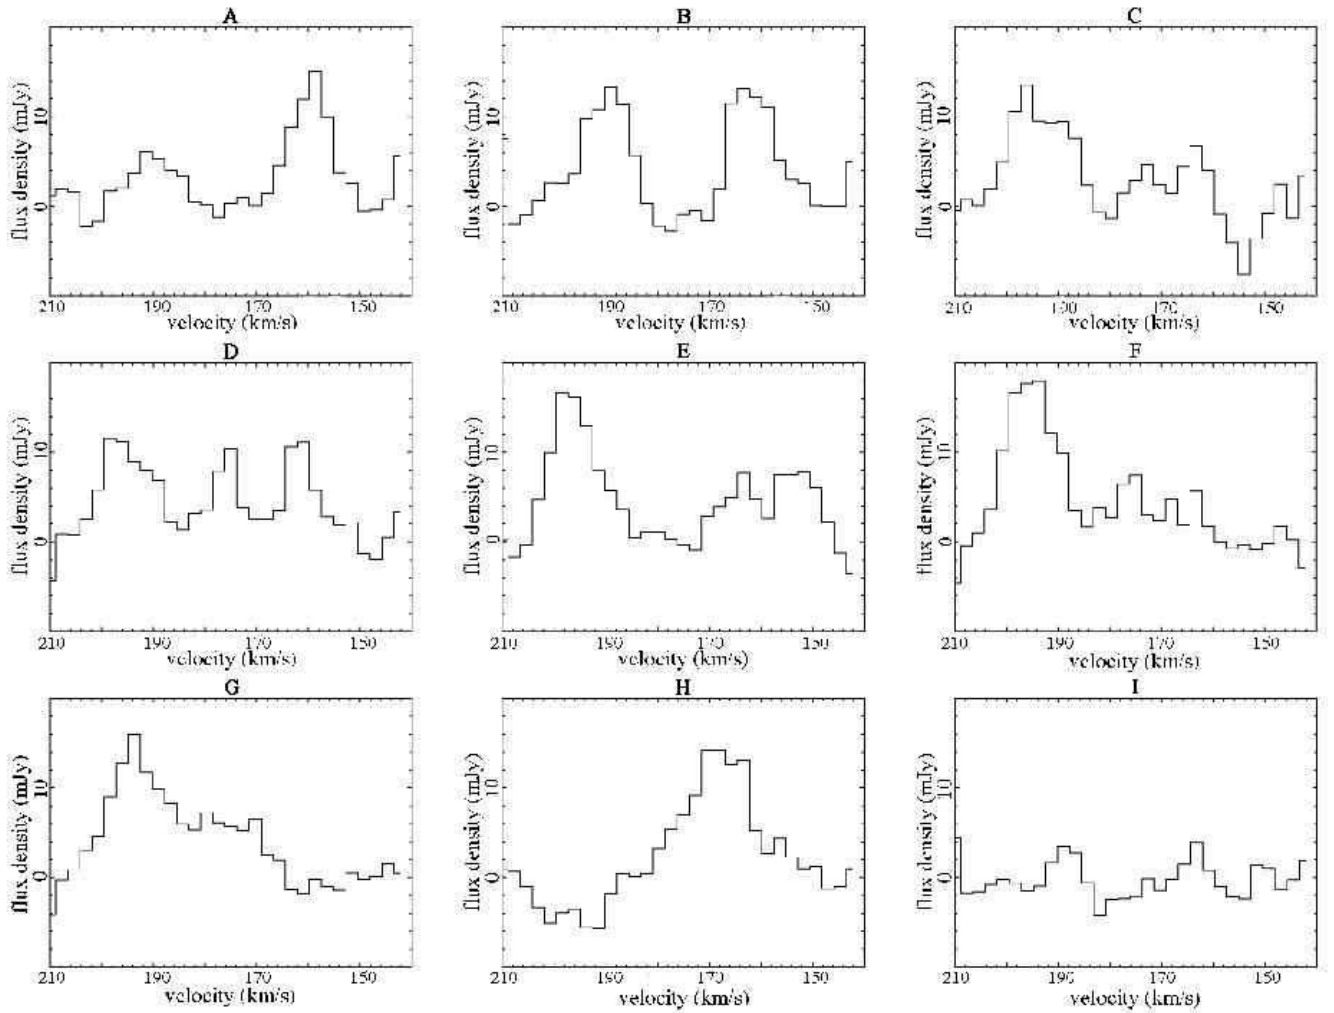 A B C
flux density (mJy) flux density (mJy) flux density (mJy)
10 10 10
0 0 0
210 190 170 150 210 190 170 150 210 190 170 150
velocity (km/s) velocity (km/s) velocity (km/s)
D E F
flux density (mJy) flux density (mJy) flux density (mJy)
10 10 10
0 0 0
210 190 170 150 210 190 170 150 210 190 170 150
velocity (km/s) velocity (km/s) velocity (km/s)
G H I
flux density (mJy) flux density (mJy) flux density (mJy)
10 10 10
0 0 0
210 190 170 150 210 190 170 150 210 190 170 150
velocity (km/s) velocity (km/s) velocity (km/s)